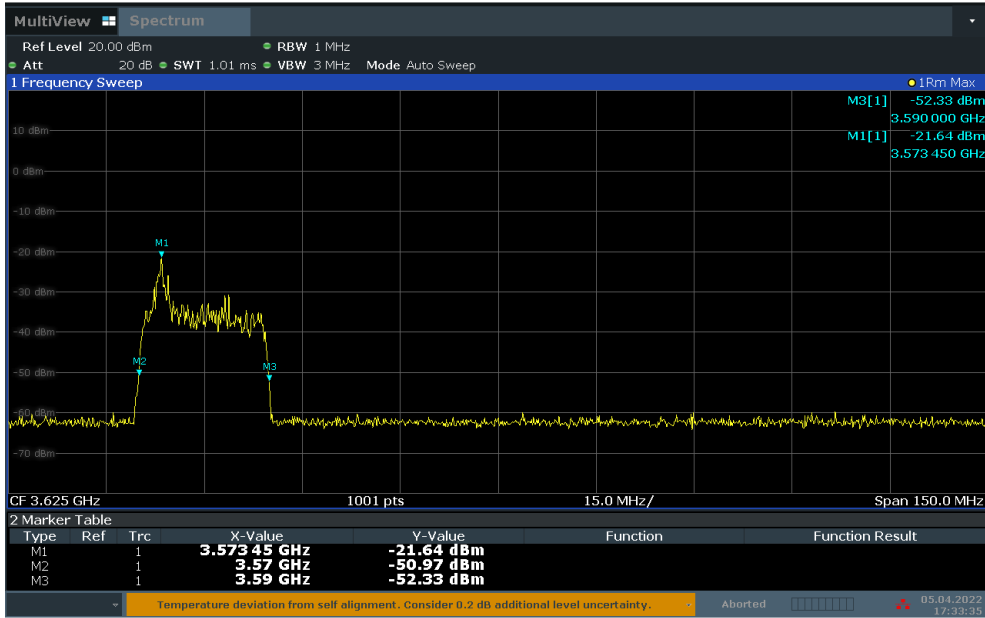 MultiView Spectrum
Ref Level 20.00 dBm RBW 1 MHz
Att 20 dB SWT 1.01 ms VBW 3 MHz Mode Auto Sweep
1 Frequency Sweep 1Rm Max
M3[1] -52.33 dBm
3.590 000 GHz
10 dBm
M1[1] -21.64 dBm
3.573 450 GHz
0 dBm
-10 dBm
M1
-20 dBm
-30 dBm
-40 dBm
M2
M3
-50 dBm
-60 dBm
-70 dBm
CF 3.625 GHz 1001 pts 15.0 MHz/ Span 150.0 MHz
2 Marker Table
Type Ref Trc X-Value Y-Value Function Function Result
M1 1 3.573 45 GHz -21.64 dBm
M2 1 3.57 GHz -50.97 dBm
M3 1 3.59 GHz -52.33 dBm
Temperature deviation from self alignment. Consider 0.2 dB additional level uncertainty. Aborted 05.04.2022
17:33:35